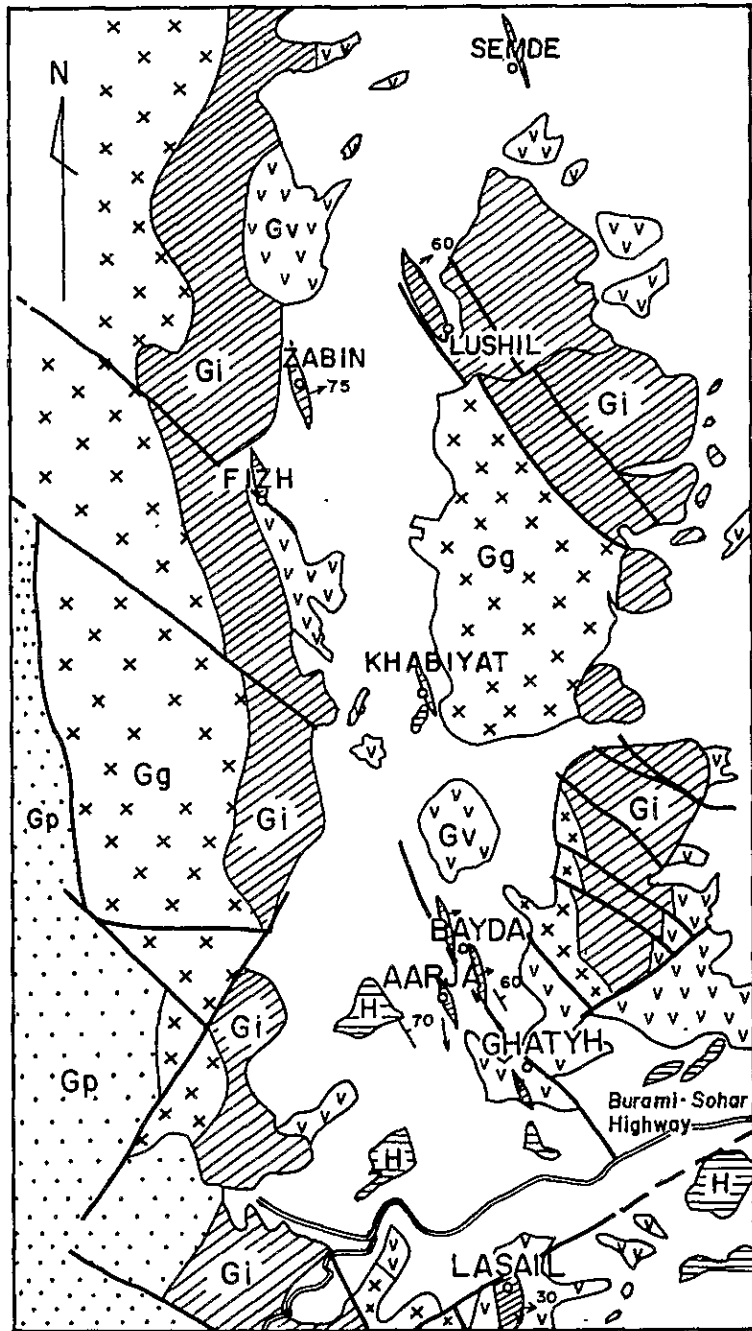 SEMDE
N
Gv
60
LUSHIL
ZABIN
Gi
75
Gi
FIZH
Gg
KHABIYAT
Gg
Gp
Gi
Gv
Gi
BAYDA
AARJA
60
H
70
Gi
GHATYH
Gp
Burami-Sohar
Highway
H
H
LASAIL
Gi
30